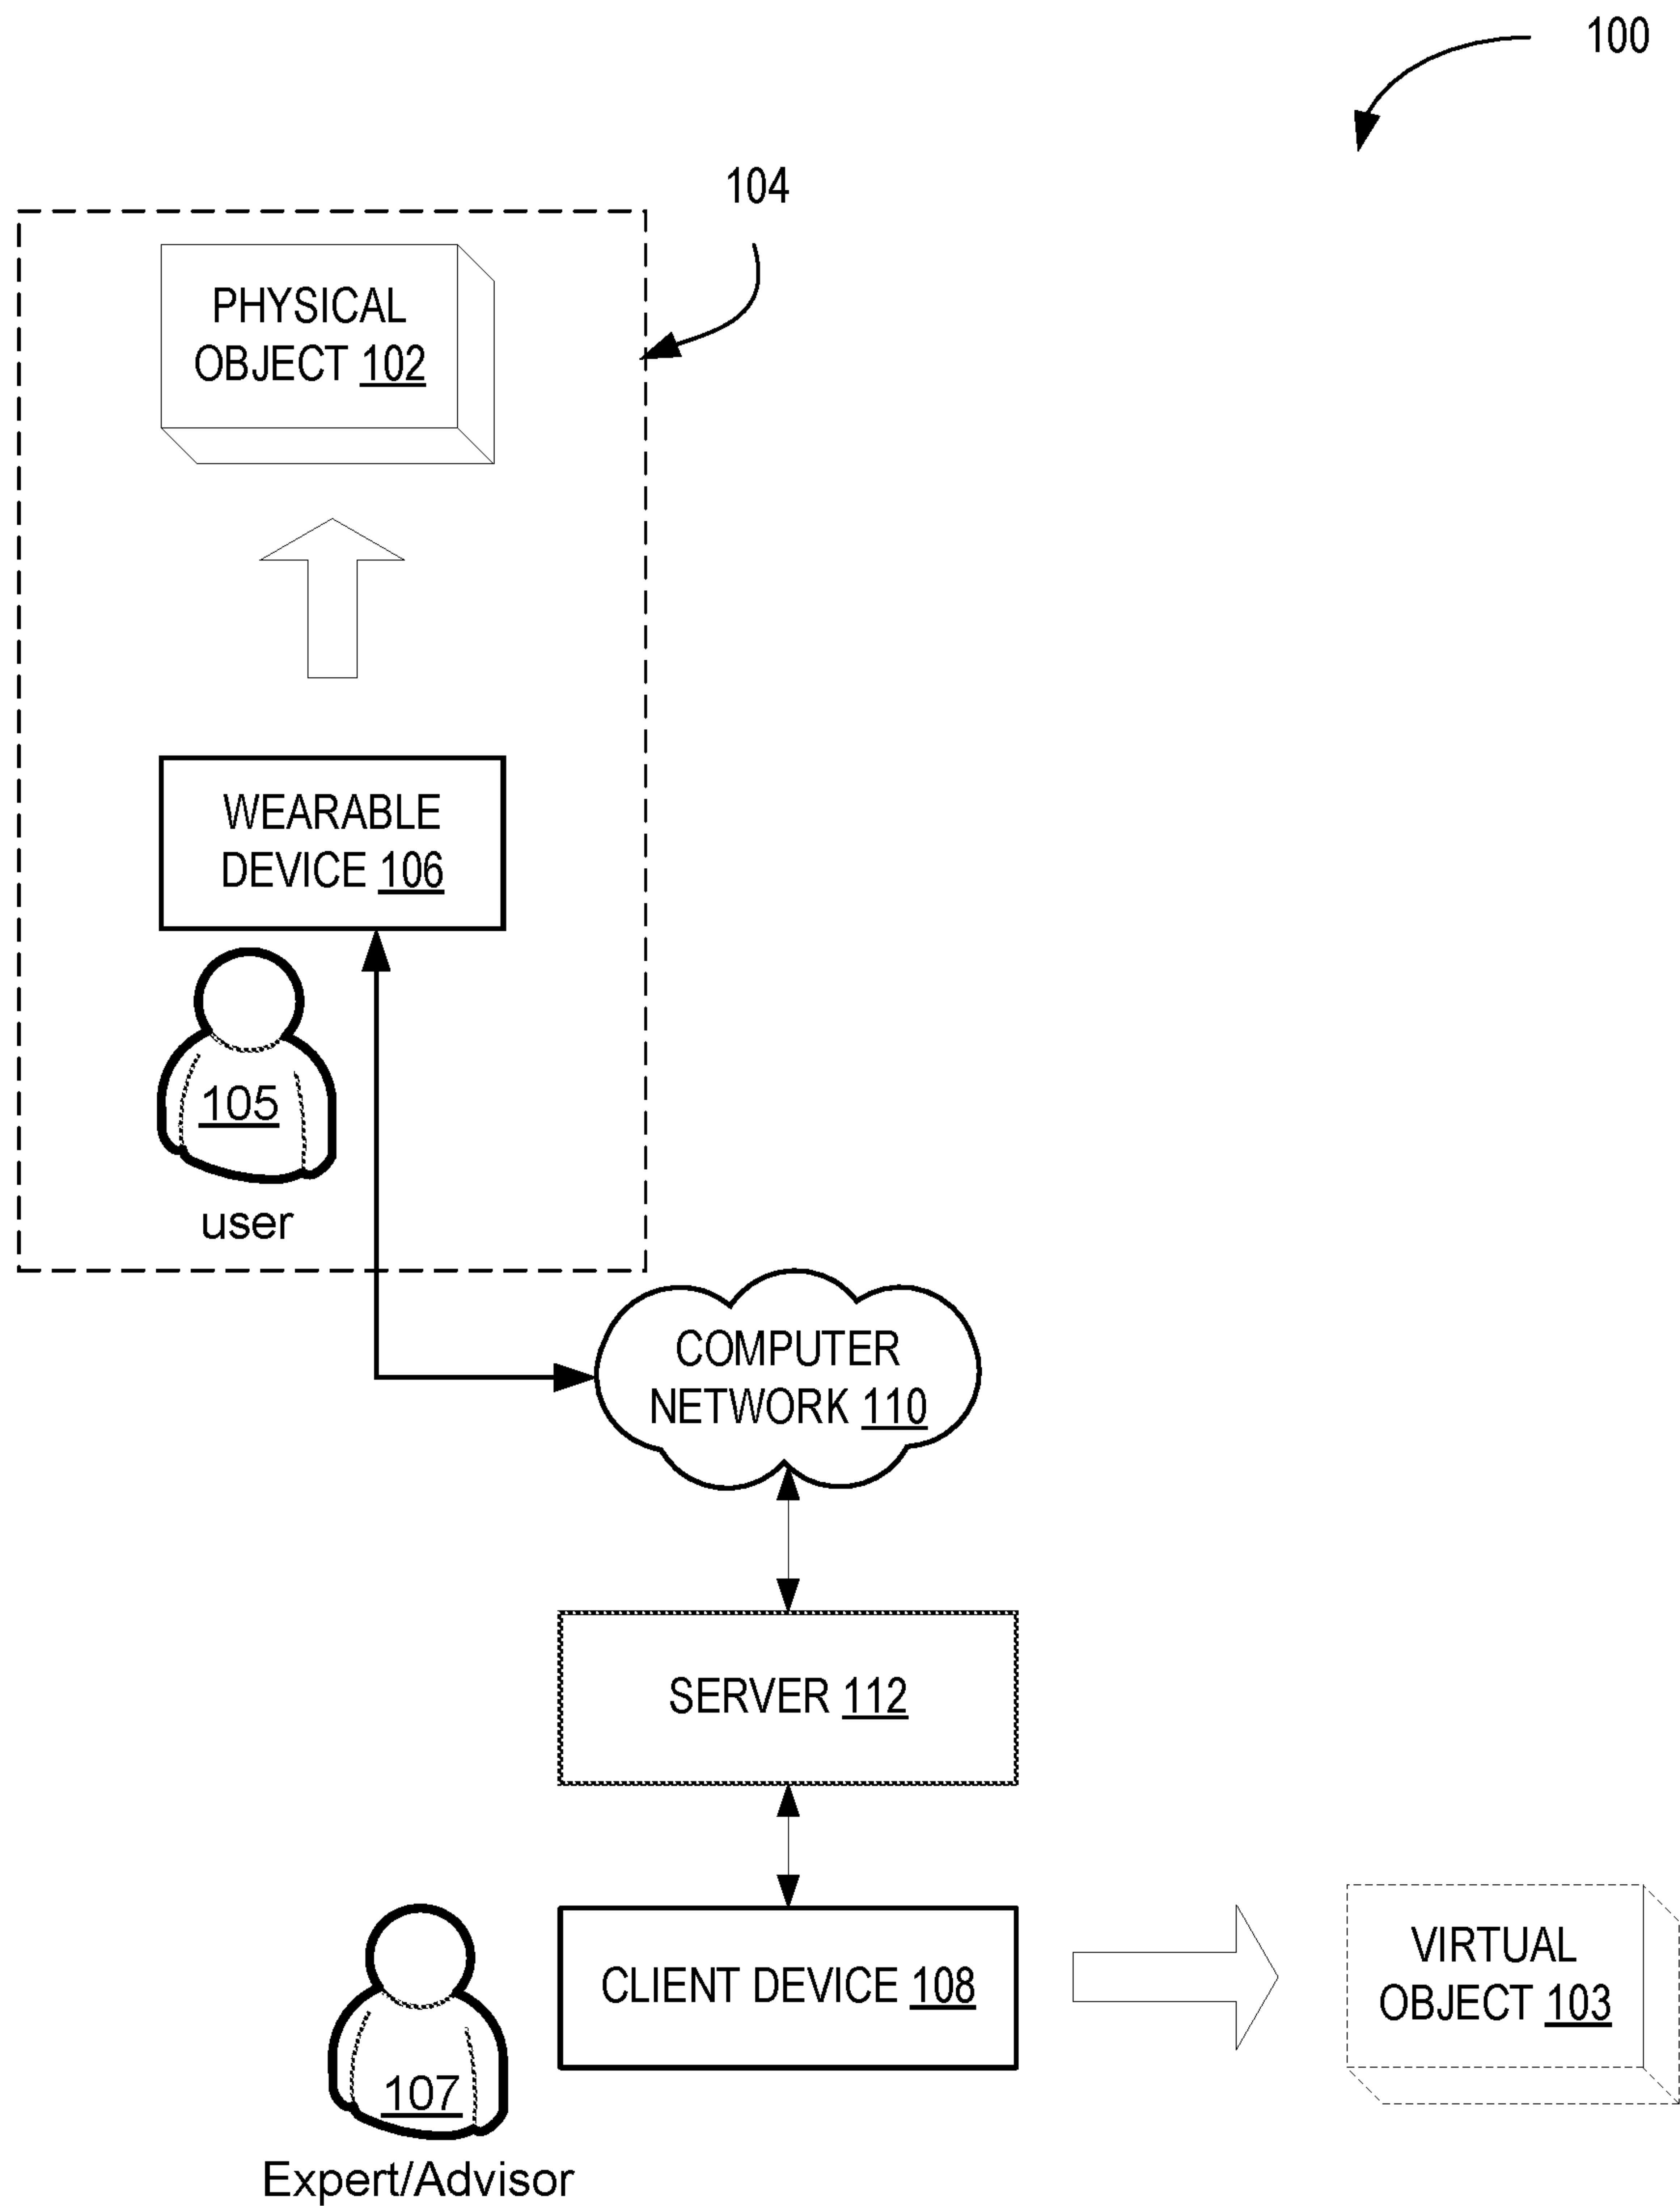 100
104
PHYSICAL
OBJECT 102
WEARABLE
DEVICE 106
105
user
COMPUTER
NETWORK 110
SERVER 112
CLIENT DEVICE 108
VIRTUAL
OBJECT 103
107
Expert/Advisor